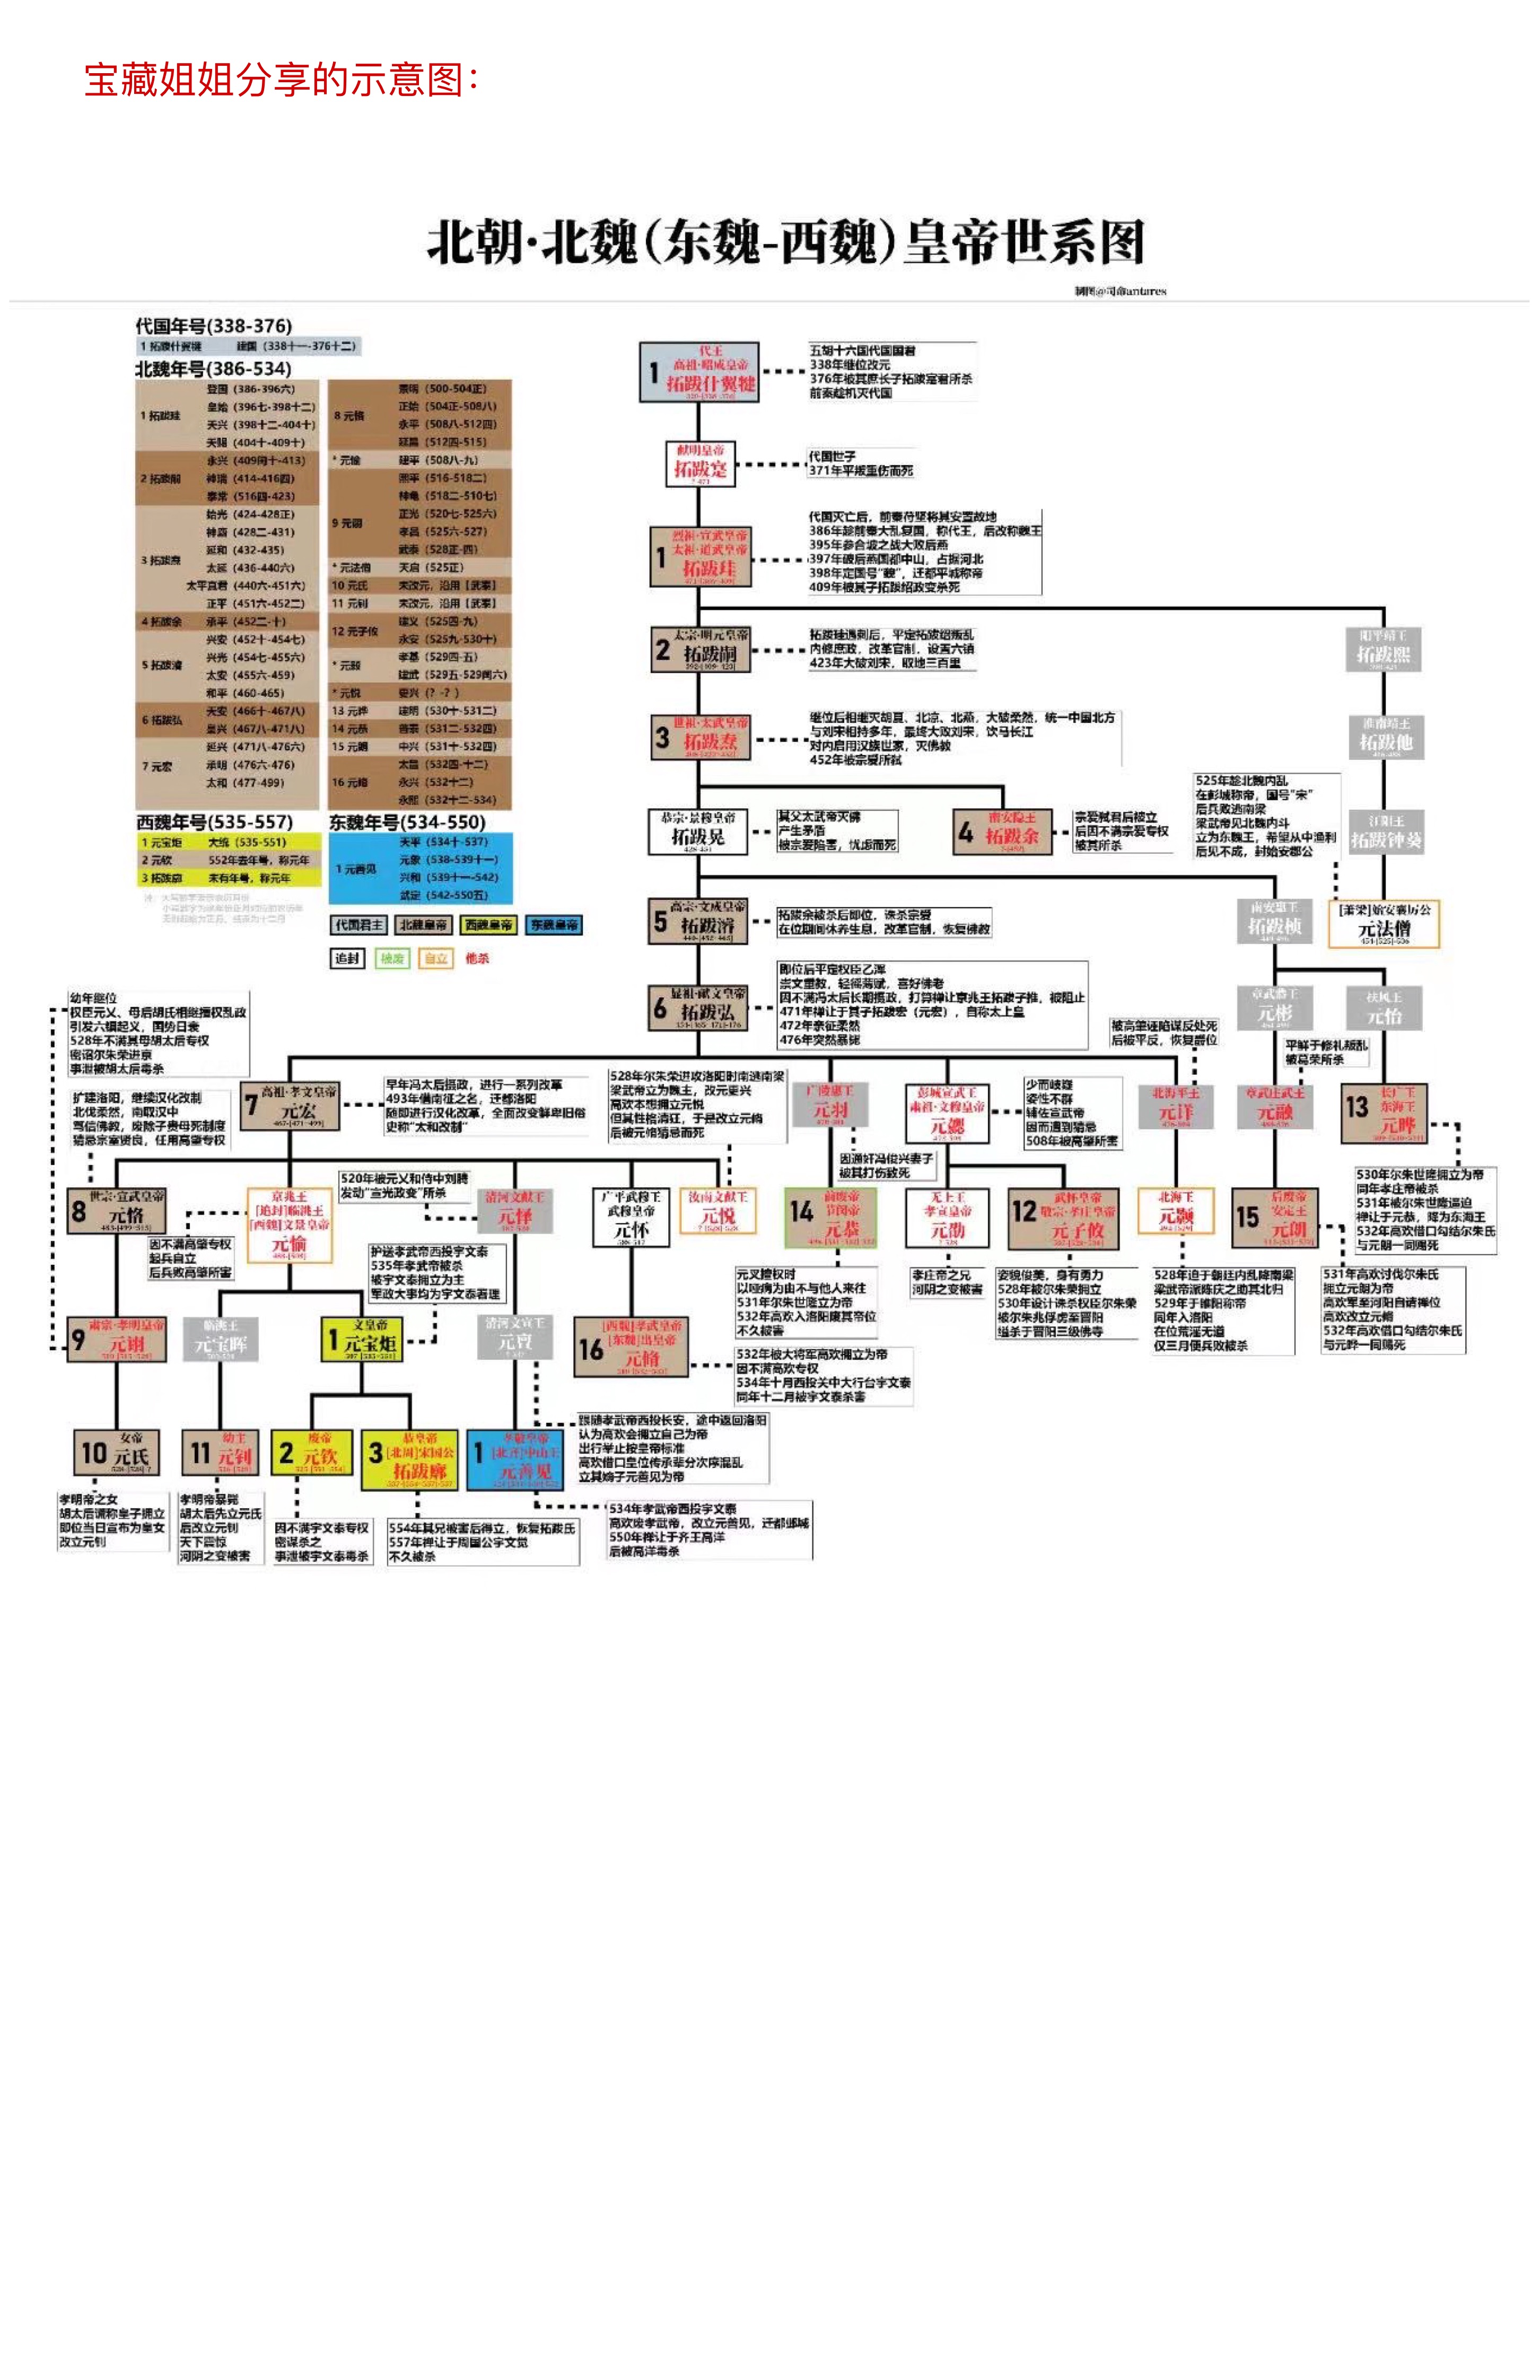 宝藏姐姐分享的示意图：
北朝·北魏（东魏-西魏）皇帝世系图
制图@司命antares
代国年号(338-376)
1 拓跋什翼犍 建国（338十一-376十二）
北魏年号(386-534)
1 拓跋珪
登国（386-396六）
皇始（396七-398十二）
天兴（398十二-404十）
天赐（404十-409十）
2 拓跋嗣
永兴（409闰十-413）
神瑞（414-416四）
泰常（516四-423）
3 拓跋焘
始光（424-428正）
神䴥（428二-431）
延和（432-435）
太延（436-440六）
太平真君（440六-451六）
正平（451六-452二）
4 拓跋余 承平（452二-十）
5 拓跋濬
兴安（452十-454七）
兴光（454七-455六）
太安（455六-459）
和平（460-465）
6 拓跋弘
天安（466十-467八）
皇兴（467八-471八）
7 元宏
延兴（471八-476六）
承明（476六-476）
太和（477-499）
8 元恪
景明（500-504正）
正始（504正-508八）
永平（508八-512四）
延昌（512四-515）
* 元愉 建平（508八-九）
9 元诩
熙平（516-518二）
神龟（518二-510七）
正光（520七-525六）
孝昌（525六-527）
武泰（528正-四）
* 元法僧 天启（525正）
10 元氏 未改元，沿用【武泰】
11 元钊 未改元，沿用【武泰】
12 元子攸
建义（525四-九）
永安（525九-530十）
* 元颢
孝基（529四-五）
建武（529五-529闰六）
* 元悦 更兴（？-？）
13 元晔 建明（530十-531二）
14 元恭 普泰（531二-532四）
15 元朗 中兴（531十-532四）
16 元脩
太昌（532四-十二）
永兴（532十二）
永熙（532十二-534）
西魏年号(535-557)
1 元宝炬 大统（535-551）
2 元钦 552年去年号，称元年
3 拓跋廓 未有年号，称元年
东魏年号(534-550)
1 元善见
天平（534十-537）
元象（538-539十一）
兴和（539十一-542）
武定（542-550五）
代国君主 北魏皇帝 西魏皇帝 东魏皇帝
追封 被废 自立 他杀
1
代王
高祖·昭成皇帝
拓跋什翼犍
五胡十六国代国国君
338年继位改元
376年被其庶长子拓跋寔君所杀
前秦趁机灭代国
献明皇帝
拓跋寔
代国世子
371年平叛重伤而死
1
烈祖·宣武皇帝
太祖·道武皇帝
拓跋珪
代国灭亡后，前秦苻坚将其安置故地
386年趁前秦大乱复国，称代王，后改称魏王
395年参合坡之战大败后燕
397年破后燕国都中山，占据河北
398年定国号“魏”，迁都平城称帝
409年被其子拓跋绍政变杀死
2
太宗·明元皇帝
拓跋嗣
拓跋珪遇刺后，平定拓跋绍叛乱
内修庶政，改革官制，设置六镇
423年大破刘宋，取地三百里
阳平靖王
拓跋熙
3
世祖·太武皇帝
拓跋焘
继位后相继灭胡夏、北凉、北燕，大破柔然，统一中国北方
与刘宋相持多年，最终大败刘宋，饮马长江
对内启用汉族世家，灭佛教
452年被宗爱所弑
淮南靖王
拓跋他
恭宗·景穆皇帝
拓跋晃
其父太武帝灭佛
产生矛盾
被宗爱陷害，忧虑而死
4
南安隐王
拓跋余
宗爱弑君后被立
后因不满宗爱专权
被其所杀
525年趁北魏内乱
在彭城称帝，国号“宋”
后兵败逃南梁
梁武帝见北魏内斗
立为东魏王，希望从中渔利
后见不成，封始安郡公
江阳王
拓跋钟葵
5
高宗·文成皇帝
拓跋濬
拓跋余被杀后即位，诛杀宗爱
在位期间休养生息，改革官制，恢复佛教
南安惠王
拓跋桢
[萧梁]始安襄厉公
元法僧
454-[525]-536
6
显祖·献文皇帝
拓跋弘
即位后平定权臣乙浑
崇文重教，轻徭薄赋，喜好佛老
因不满冯太后长期摄政，打算禅让京兆王拓跋子推，被阻止
471年禅让于其子拓跋宏（元宏），自称太上皇
472年亲征柔然
476年突然暴毙
元彬
扶风王
元怡
幼年继位
权臣元乂、母后胡氏相继擅权乱政
引发六镇起义，国势日衰
528年不满其母胡太后专权
密诏尔朱荣进京
事泄被胡太后毒杀
扩建洛阳，继续汉化改制
北伐柔然，南取汉中
笃信佛教，废除子贵母死制度
猜忌宗室贤良，任用高肇专权
7
高祖·孝文皇帝
元宏
467-[471-499]
早年冯太后摄政，进行一系列改革
493年借南征之名，迁都洛阳
随即进行汉化改革，全面改变鲜卑旧俗
史称“太和改制”
528年尔朱荣进攻洛阳时南逃南梁
梁武帝立为魏主，改元更兴
高欢本想拥立元悦
但其性格清狂，于是改立元脩
后被元脩猜忌而死
广陵惠王
元羽
因通奸冯俊兴妻子
被其打伤致死
彭城宣武王
肃祖·文穆皇帝
元勰
少而岐嶷
姿性不群
辅佐宣武帝
因而遭到猜忌
508年被高肇所害
被高肇诬陷谋反处死
后被平反，恢复爵位
北海平王
元详
平鲜于修礼叛乱
被葛荣所杀
章武庄武王
元融
13
长广王
东海王
元晔
530年尔朱世隆拥立为帝
同年孝庄帝被杀
531年被尔朱世隆逼迫
禅让于元恭，降为东海王
532年高欢借口勾结尔朱氏
与元朗一同赐死
8
世宗·宣武皇帝
元恪
483-[499-515]
京兆王
[追封]临洮王
[西魏]文景皇帝
元愉
因不满高肇专权
起兵自立
后兵败高肇所害
520年被元乂和侍中刘腾
发动“宣光政变”所杀
清河文献王
元怿
广平武穆王
武穆皇帝
元怀
汝南文献王
元悦
14
前废帝
节闵帝
元恭
元叉擅权时
以哑病为由不与他人来往
531年尔朱世隆立为帝
532年高欢入洛阳废其帝位
不久被害
无上王
孝宣皇帝
元劭
孝庄帝之兄
河阴之变被害
12
武怀皇帝
敬宗·孝庄皇帝
元子攸
姿貌俊美，身有勇力
528年被尔朱荣拥立
530年设计诛杀权臣尔朱荣
被尔朱兆俘虏至晋阳
缢杀于晋阳三级佛寺
北海王
元颢
528年迫于朝廷内乱降南梁
梁武帝派陈庆之助其北归
529年于睢阳称帝
同年入洛阳
在位荒淫无道
仅三月便兵败被杀
15
后废帝
安定王
元朗
531年高欢讨伐尔朱氏
拥立元朗为帝
高欢军至河阳自请禅位
高欢改立元脩
532年高欢借口勾结尔朱氏
与元晔一同赐死
护送孝武帝西投宇文泰
535年孝武帝被杀
被宇文泰拥立为主
军政大事均为宇文泰署理
9
肃宗·孝明皇帝
元诩
临洮王
元宝晖
1
文皇帝
元宝炬
清河文宣王
元亶
16
[西魏]孝武皇帝
[东魏]出皇帝
元脩
532年被大将军高欢拥立为帝
因不满高欢专权
534年十月西投关中大行台宇文泰
同年十二月被宇文泰杀害
跟随孝武帝西投长安，途中返回洛阳
认为高欢会拥立自己为帝
出行举止按皇帝标准
高欢借口皇位传承辈分次序混乱
立其嫡子元善见为帝
10
女帝
元氏
孝明帝之女
胡太后谎称皇子拥立
即位当日宣布为皇女
改立元钊
11
幼主
元钊
孝明帝暴毙
胡太后先立元氏
后改立元钊
天下震惊
河阴之变被害
2
废帝
元钦
因不满宇文泰专权
密谋杀之
事泄被宇文泰毒杀
3
恭皇帝
[北周]宋国公
拓跋廓
554年其兄被害后得立，恢复拓跋氏
557年禅让于周国公宇文觉
不久被杀
1
孝敬皇帝
[北齐]中山王
元善见
534年孝武帝西投宇文泰
高欢废孝武帝，改立元善见，迁都邺城
550年禅让于齐王高洋
后被高洋毒杀